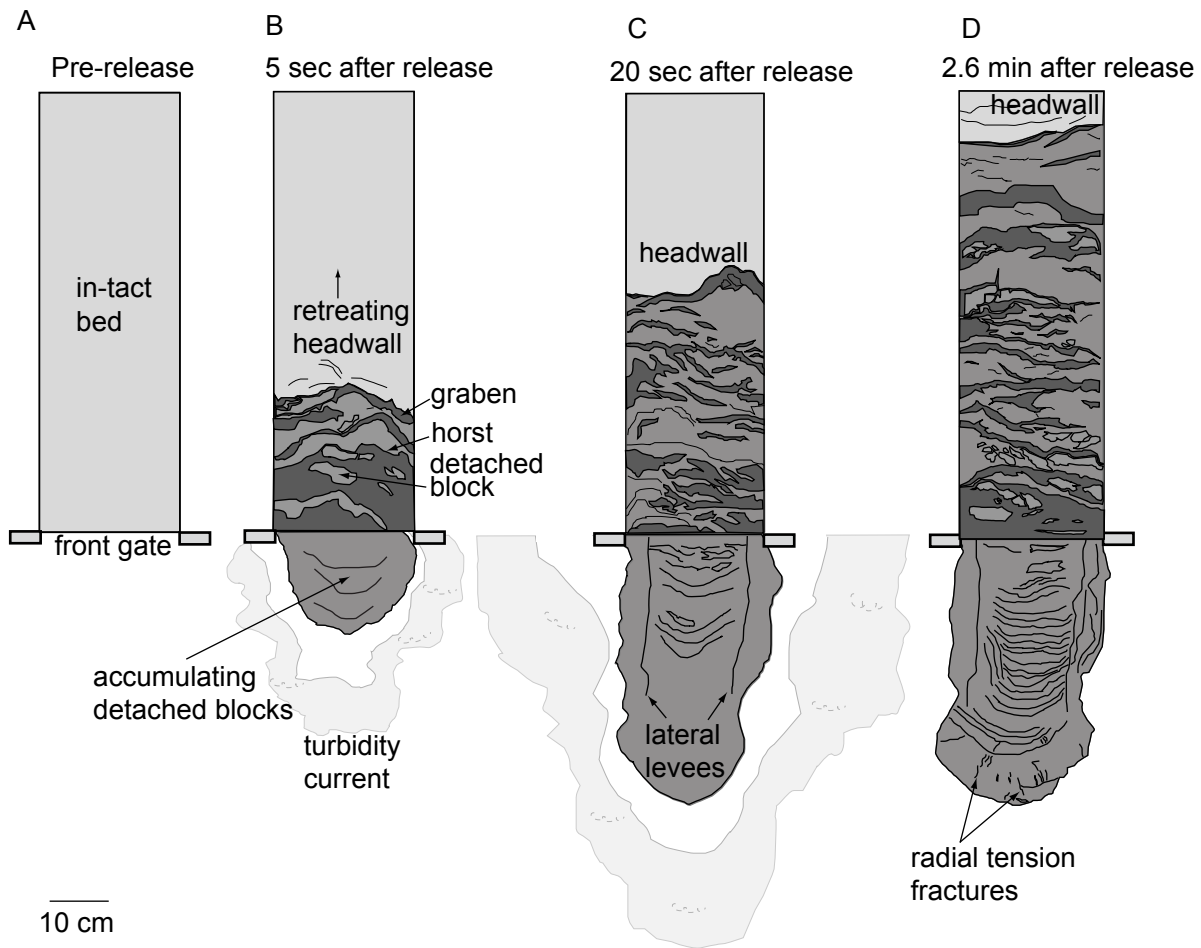 A
Pre-release
in-tact
bed
front gate
B
5 sec after release
retreating
headwall
graben
horst
detached
block
accumulating
detached blocks
turbidity
current
C
20 sec after release
headwall
lateral
levees
D
2.6 min after release
headwall
radial tension
fractures
10 cm